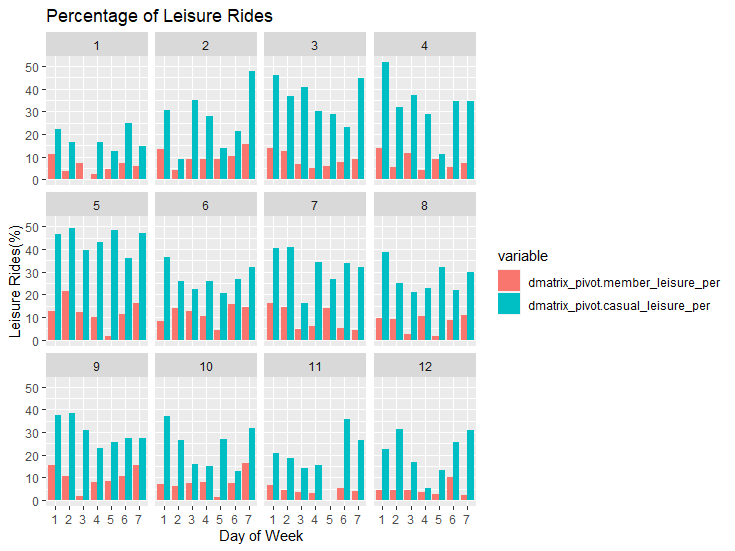 Percentage of Leisure Rides
1 2 3 4
50
40
30
20
10
0
5 6 7 8
50
40
30
20
10
0
9 10 11 12
50
40
30
20
10
0
1 2 3 4 5 6 7 1 2 3 4 5 6 7 1 2 3 4 5 6 7 1 2 3 4 5 6 7
Day of Week
Leisure Rides(%)
variable
dmatrix_pivot.member_leisure_per
dmatrix_pivot.casual_leisure_per